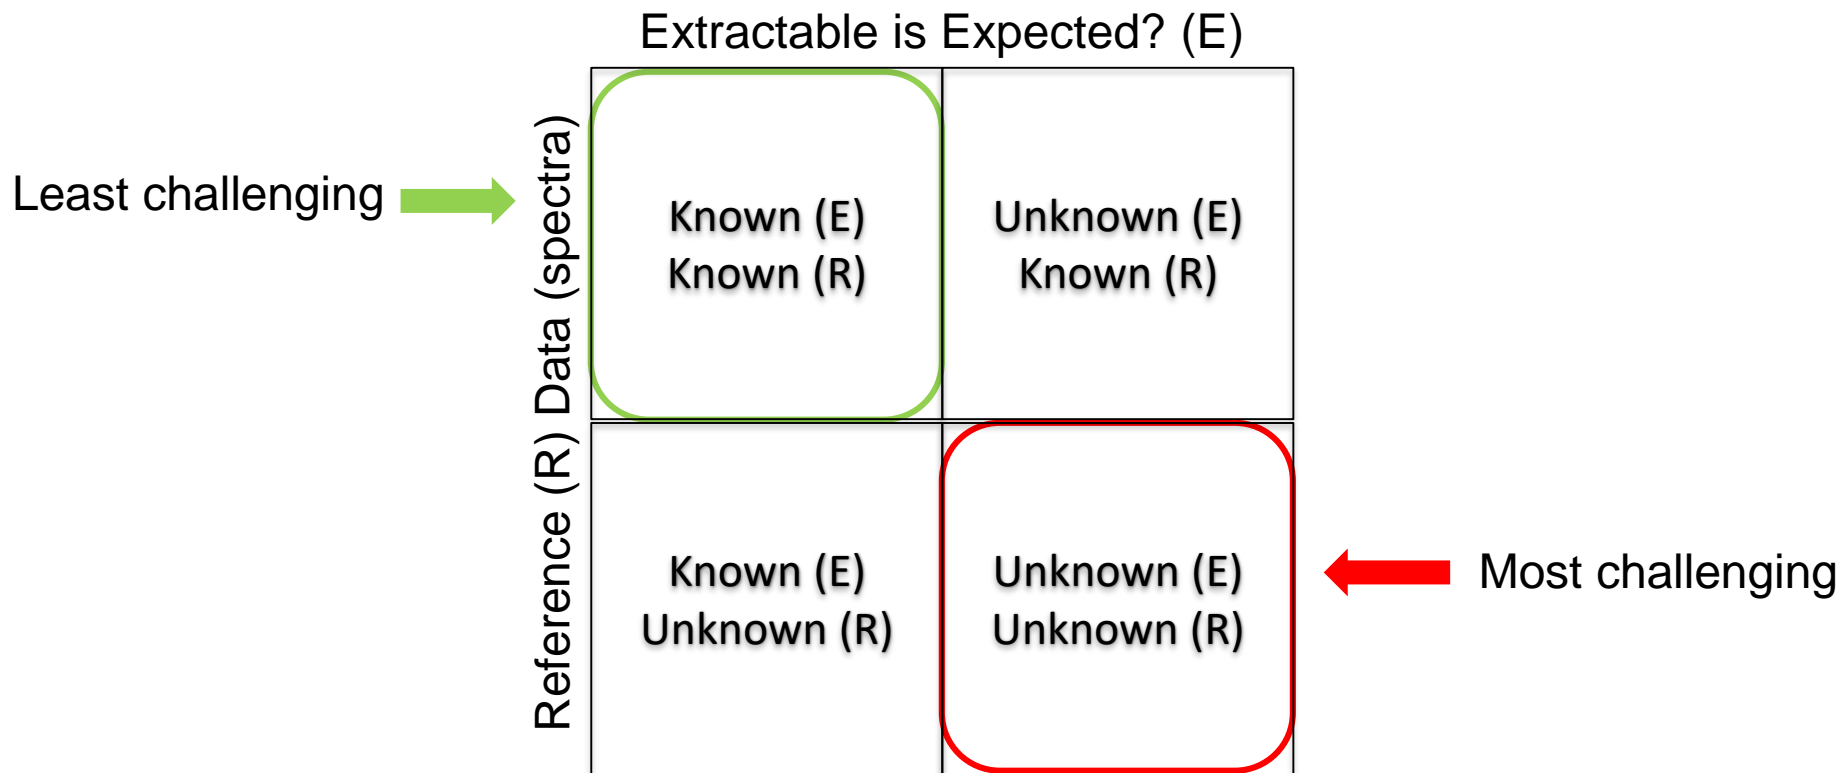 Extractable is Expected? (E)
Reference (R) Data (spectra)
Least challenging
Known (E)
Known (R)
Unknown (E)
Known (R)
Known (E)
Unknown (R)
Unknown (E)
Unknown (R)
Most challenging